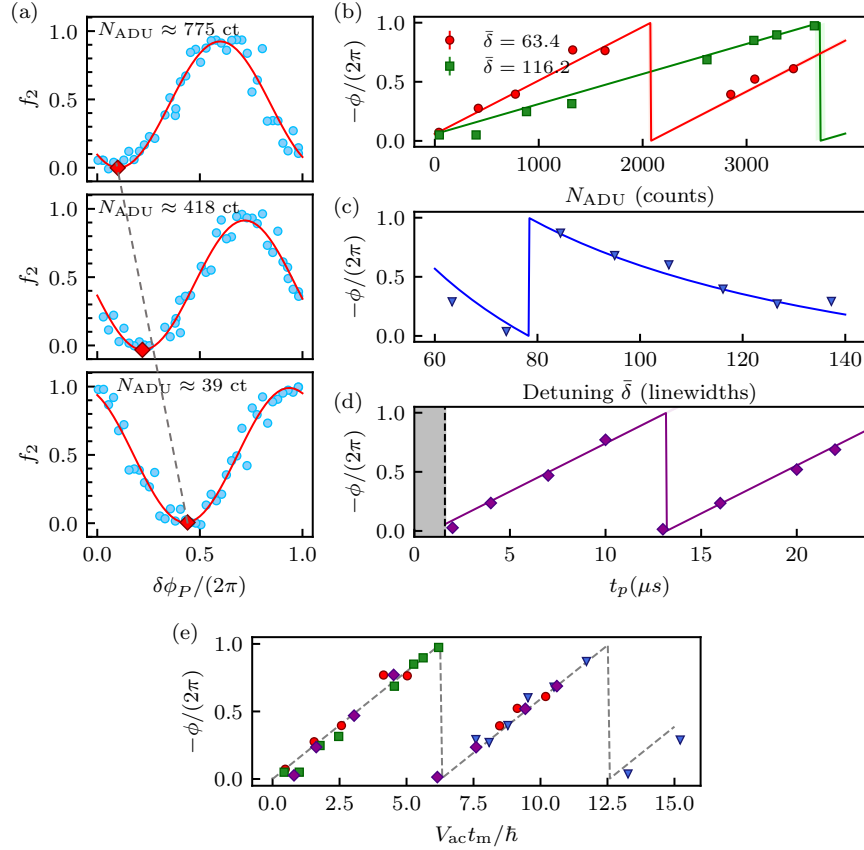 (a)
N_ADU ≈ 775 ct
1.0
0.5
0.0
f₂
N_ADU ≈ 418 ct
1.0
0.5
0.0
f₂
N_ADU ≈ 39 ct
1.0
0.5
0.0
f₂
0.0 0.5 1.0
δϕ_P/(2π)
(b)
δ̄ = 63.4
δ̄ = 116.2
1.0
0.5
0.0
−ϕ/(2π)
0 1000 2000 3000
N_ADU (counts)
(c)
1.0
0.5
0.0
−ϕ/(2π)
60 80 100 120 140
Detuning δ̄ (linewidths)
(d)
1.0
0.5
0.0
−ϕ/(2π)
0 5 10 15 20
t_p(μs)
(e)
1.0
0.5
0.0
−ϕ/(2π)
0.0 2.5 5.0 7.5 10.0 12.5 15.0
V_ac t_m/ħ